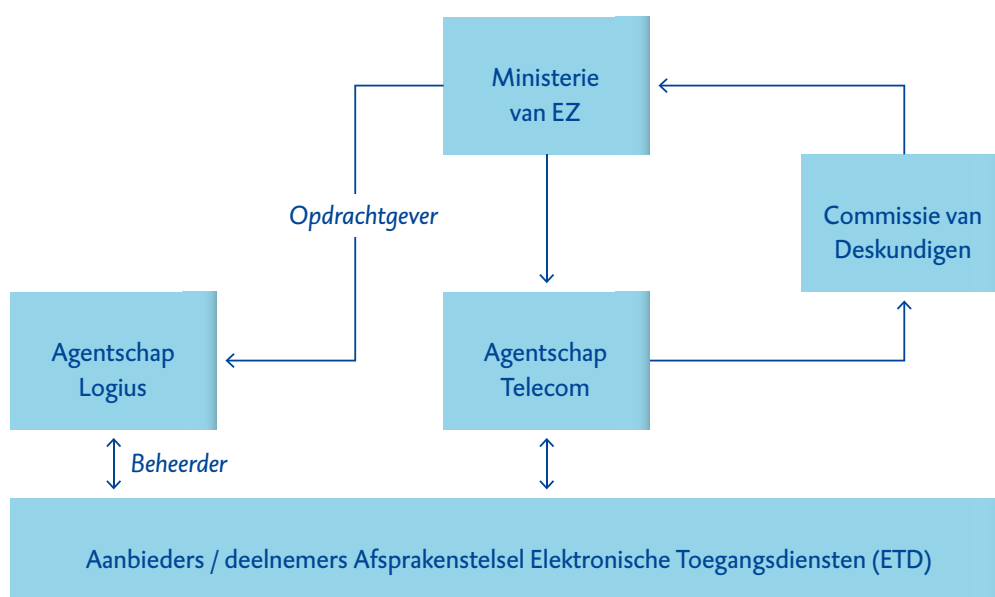 Ministerie
van EZ
Opdrachtgever
Commissie van
Deskundigen
Agentschap
Logius
Agentschap
Telecom
Beheerder
Aanbieders / deelnemers Afsprakenstelsel Elektronische Toegangsdiensten (ETD)